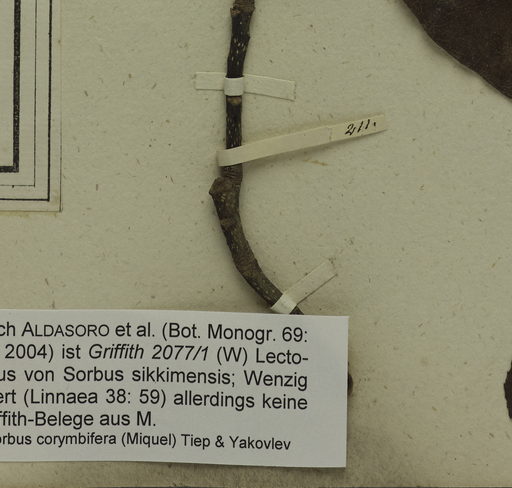 211.
ch ALDASORO et al. (Bot. Monogr. 69:
2004) ist Griffith 2077/1 (W) Lecto-
us von Sorbus sikkimensis; Wenzig
ert (Linnaea 38: 59) allerdings keine
ffith-Belege aus M.
orbus corymbifera (Miquel) Tiep & Yakovlev